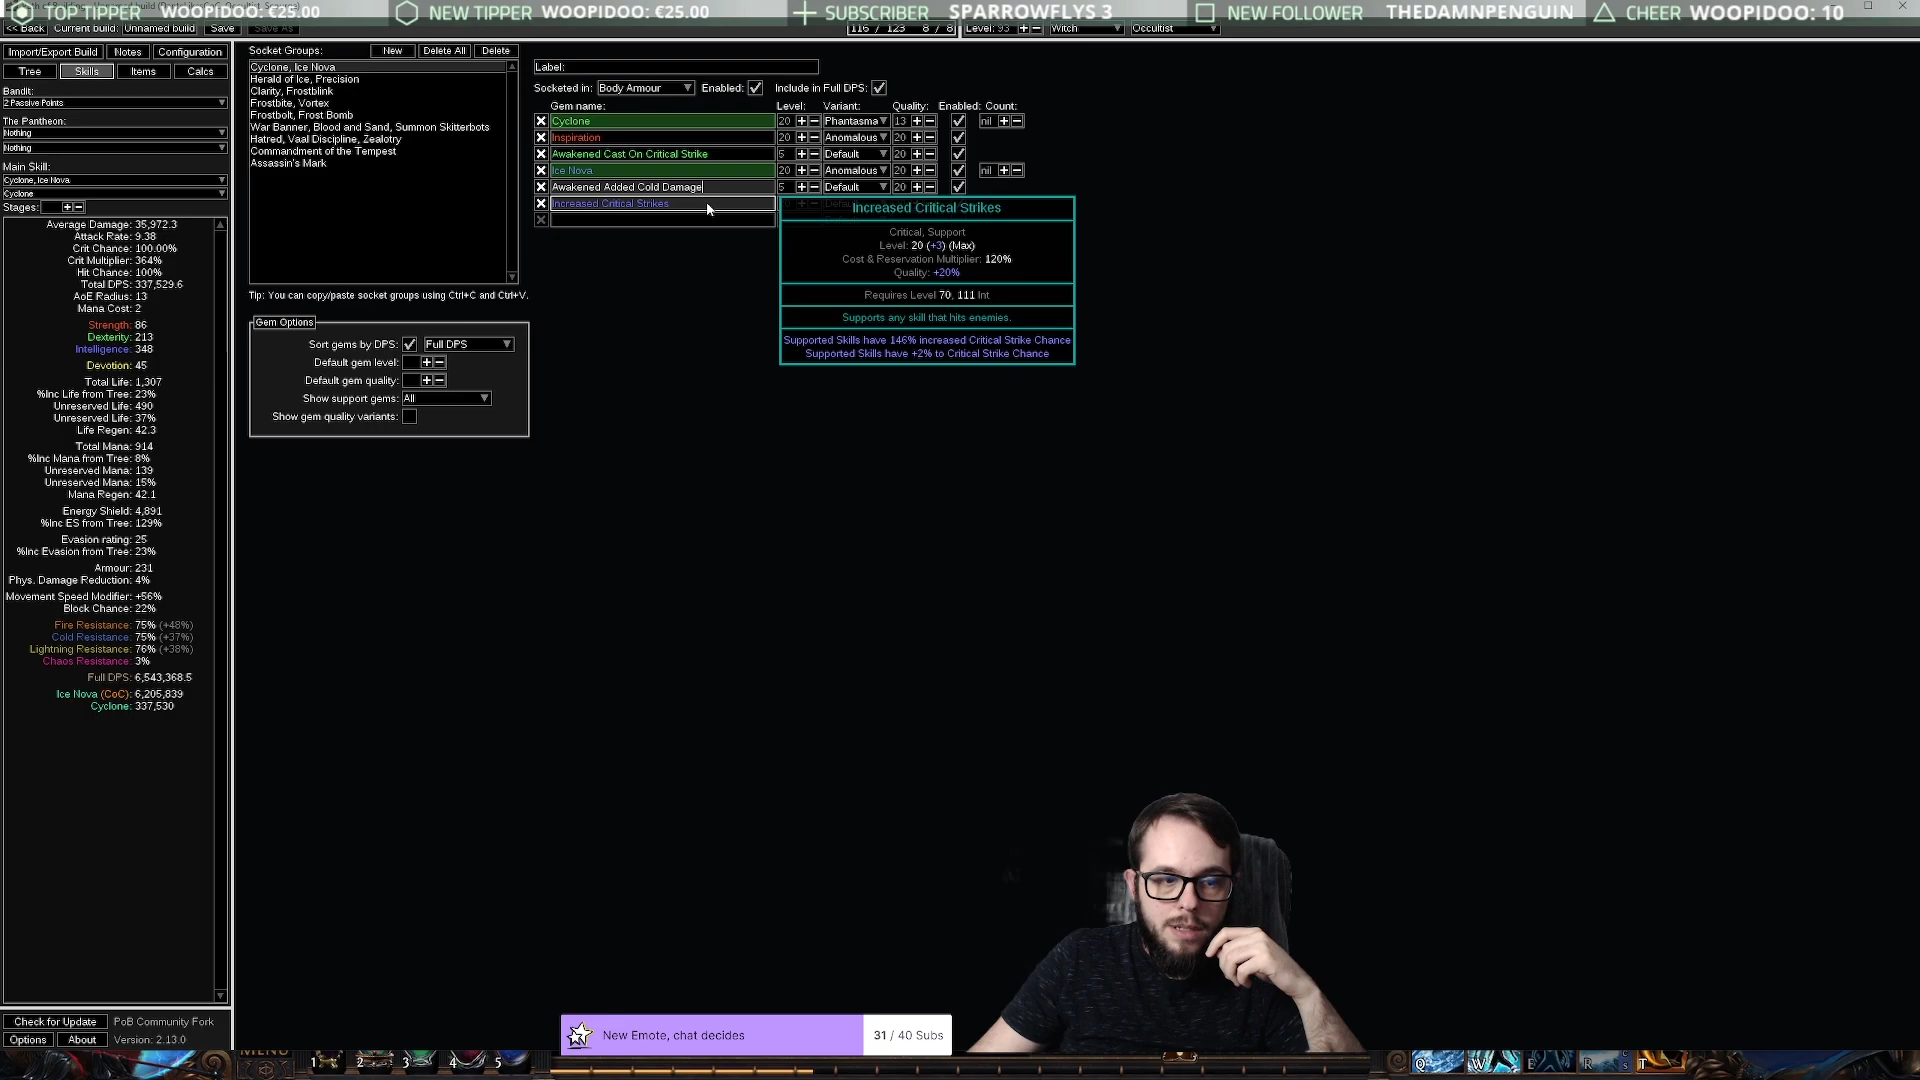 TOP TIPPER WOOPIDOO: €25.00 NEW TIPPER WOOPIDOO: €25.00 SUBSCRIBER SPARROWFLYS 3 NEW FOLLOWER THEDAMNPENGUIN CHEER WOOPIDOO: 10
<< Back Current build: Unnamed build Save Save As 116 / 123 8 / 8 Level: 93 + - Witch Occultist
Import/Export Build Notes Configuration
Tree Skills Items Calcs
Bandit:
2 Passive Points
The Pantheon:
Nothing
Nothing
Main Skill:
Cyclone, Ice Nova
Cyclone
Stages: + -
Average Damage: 35,972.3
Attack Rate: 9.38
Crit Chance: 100.00%
Crit Multiplier: 364%
Hit Chance: 100%
Total DPS: 337,529.6
AoE Radius: 13
Mana Cost: 2
Strength: 86
Dexterity: 213
Intelligence: 348
Devotion: 45
Total Life: 1,307
%Inc Life from Tree: 23%
Unreserved Life: 490
Unreserved Life: 37%
Life Regen: 42.3
Total Mana: 914
%Inc Mana from Tree: 8%
Unreserved Mana: 139
Unreserved Mana: 15%
Mana Regen: 42.1
Energy Shield: 4,891
%Inc ES from Tree: 129%
Evasion rating: 25
%Inc Evasion from Tree: 23%
Armour: 231
Phys. Damage Reduction: 4%
Movement Speed Modifier: +56%
Block Chance: 22%
Fire Resistance: 75% (+48%)
Cold Resistance: 75% (+37%)
Lightning Resistance: 76% (+38%)
Chaos Resistance: 3%
Full DPS: 6,543,368.5
Ice Nova (CoC): 6,205,839
Cyclone: 337,530
Check for Update PoB Community Fork
Options About Version: 2.13.0
Socket Groups: New Delete All Delete
Cyclone, Ice Nova
Herald of Ice, Precision
Clarity, Frostblink
Frostbite, Vortex
Frostbolt, Frost Bomb
War Banner, Blood and Sand, Summon Skitterbots
Hatred, Vaal Discipline, Zealotry
Commandment of the Tempest
Assassin's Mark
Tip: You can copy/paste socket groups using Ctrl+C and Ctrl+V.
Gem Options
Sort gems by DPS: Full DPS
Default gem level: + -
Default gem quality: + -
Show support gems: All
Show gem quality variants:
Label:
Socketed in: Body Armour Enabled: Include in Full DPS:
Gem name: Level: Variant: Quality: Enabled: Count:
Cyclone 20 + - Phantasma 13 + - nil + -
Inspiration 20 + - Anomalous 20 + -
Awakened Cast On Critical Strike 5 + - Default 20 + -
Ice Nova 20 + - Anomalous 20 + - nil + -
Awakened Added Cold Damage 5 + - Default 20 + -
Increased Critical Strikes
Increased Critical Strikes
Critical, Support
Level: 20 (+3) (Max)
Cost & Reservation Multiplier: 120%
Quality: +20%
Requires Level 70, 111 Int
Supports any skill that hits enemies.
Supported Skills have 146% increased Critical Strike Chance
Supported Skills have +2% to Critical Strike Chance
New Emote, chat decides 31 / 40 Subs
MENU 1 2 3 4 5 Q W E R T